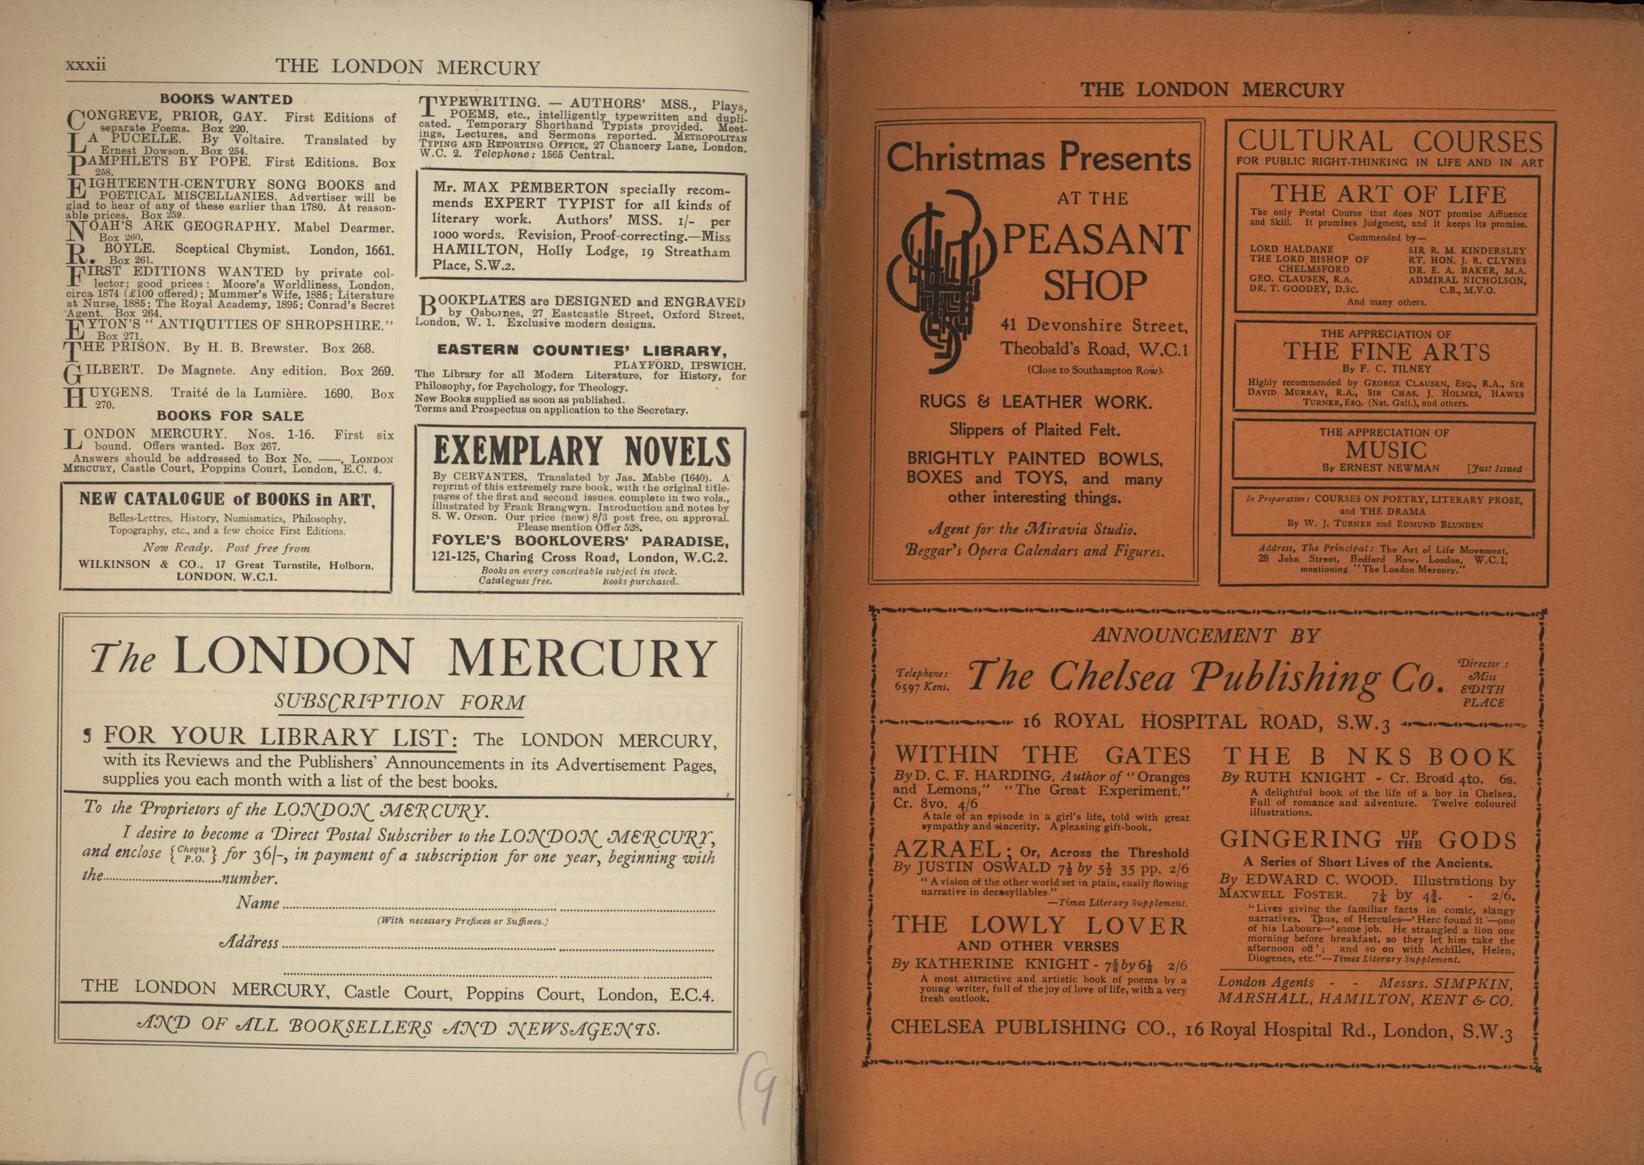 xxxii
THE LONDON MERCURY
BOOKS WANTED
CONGREVE, PRIOR, GAY. First Editions of
separate Poems. Box 220.
LA PUCELLE. By Voltaire. Translated by
Ernest Dowson. Box 254.
PAMPHLETS BY POPE. First Editions. Box
258.
EIGHTEENTH-CENTURY SONG BOOKS and
POETICAL MISCELLANIES. Advertiser will be
glad to hear of any of these earlier than 1780. At reason-
able prices. Box 259.
NOAH'S ARK GEOGRAPHY. Mabel Dearmer.
Box 260.
R. BOYLE. Sceptical Chymist. London, 1661.
Box 261.
FIRST EDITIONS WANTED by private col-
lector; good prices: Moore's Worldliness, London,
circa 1874 (£100 offered); Mummer's Wife, 1885; Literature
at Nurse, 1885; The Royal Academy, 1895; Conrad's Secret
Agent. Box 264.
EYTON'S "ANTIQUITIES OF SHROPSHIRE."
Box 271.
THE PRISON. By H. B. Brewster. Box 268.
GILBERT. De Magnete. Any edition. Box 269.
HUYGENS. Traité de la Lumière. 1690. Box
270.
BOOKS FOR SALE
LONDON MERCURY. Nos. 1-16. First six
bound. Offers wanted. Box 267.
Answers should be addressed to Box No. ——, LONDON
MERCURY, Castle Court, Poppins Court, London, E.C. 4.
NEW CATALOGUE of BOOKS in ART,
Belles-Lettres, History, Numismatics, Philosophy,
Topography, etc., and a few choice First Editions.
Now Ready. Post free from
WILKINSON & CO., 17 Great Turnstile, Holborn,
LONDON, W.C.1.
TYPEWRITING. — AUTHORS' MSS., Plays,
POEMS, etc., intelligently typewritten and dupli-
cated. Temporary Shorthand Typists provided. Meet-
ings, Lectures, and Sermons reported. METROPOLITAN
TYPING AND REPORTING OFFICE, 27 Chancery Lane, London,
W.C. 2. Telephone: 1565 Central.
Mr. MAX PEMBERTON specially recom-
mends EXPERT TYPIST for all kinds of
literary work. Authors' MSS. 1/- per
1000 words. Revision, Proof-correcting.—Miss
HAMILTON, Holly Lodge, 19 Streatham
Place, S.W.2.
BOOKPLATES are DESIGNED and ENGRAVED
by Osbornes, 27 Eastcastle Street, Oxford Street,
London, W. 1. Exclusive modern designs.
EASTERN COUNTIES' LIBRARY,
PLAYFORD, IPSWICH.
The Library for all Modern Literature, for History, for
Philosophy, for Psychology, for Theology.
New Books supplied as soon as published.
Terms and Prospectus on application to the Secretary.
EXEMPLARY NOVELS
By CERVANTES. Translated by Jas. Mabbe (1640). A
reprint of this extremely rare book, with the original title-
pages of the first and second issues, complete in two vols.,
illustrated by Frank Brangwyn. Introduction and notes by
S. W. Orson. Our price (new) 8/3 post free, on approval.
Please mention Offer 528.
FOYLE'S BOOKLOVERS' PARADISE,
121-125, Charing Cross Road, London, W.C.2.
Books on every conceivable subject in stock.
Catalogues free. Books purchased.
The LONDON MERCURY
SUBSCRIPTION FORM
¶ FOR YOUR LIBRARY LIST: The LONDON MERCURY,
with its Reviews and the Publishers' Announcements in its Advertisement Pages,
supplies you each month with a list of the best books.
To the Proprietors of the LONDON MERCURY.
I desire to become a Direct Postal Subscriber to the LONDON MERCURY,
and enclose {Cheque P.O.} for 36/-, in payment of a subscription for one year, beginning with
the..............................number.
Name ..............................
(With necessary Prefixes or Suffixes.)
Address ..............................
..............................
THE LONDON MERCURY, Castle Court, Poppins Court, London, E.C.4.
AND OF ALL BOOKSELLERS AND NEWSAGENTS.
THE LONDON MERCURY
Christmas Presents
AT THE
PEASANT
SHOP
41 Devonshire Street,
Theobald's Road, W.C.1
(Close to Southampton Row).
RUGS & LEATHER WORK.
Slippers of Plaited Felt.
BRIGHTLY PAINTED BOWLS,
BOXES and TOYS, and many
other interesting things.
Agent for the Miravia Studio.
Beggar's Opera Calendars and Figures.
CULTURAL COURSES
FOR PUBLIC RIGHT-THINKING IN LIFE AND IN ART
THE ART OF LIFE
The only Postal Course that does NOT promise Affluence
and Skill. It promises Judgment, and it keeps its promise.
Commended by—
LORD HALDANE SIR R. M. KINDERSLEY
THE LORD BISHOP OF RT. HON. J. R. CLYNES
CHELMSFORD DR. E. A. BAKER, M.A.
GEO. CLAUSEN, R.A. ADMIRAL NICHOLSON,
DR. T. GOODEY, D.SC. C.B., M.V.O.
And many others.
THE APPRECIATION OF
THE FINE ARTS
By F. C. TILNEY
Highly recommended by GEORGE CLAUSEN, ESQ., R.A., SIR
DAVID MURRAY, R.A., SIR CHAS. J. HOLMES, HAWES
TURNER, ESQ. (Nat. Gall.), and others.
THE APPRECIATION OF
MUSIC
By ERNEST NEWMAN [Just Issued
In Preparation: COURSES ON POETRY, LITERARY PROSE,
and THE DRAMA
By W. J. TURNER and EDMUND BLUNDEN
Address, The Principal: The Art of Life Movement,
28 John Street, Bedford Row, London, W.C.1,
mentioning "The London Mercury."
ANNOUNCEMENT BY
Telephone:
6597 Kens.
The Chelsea Publishing Co.
Director:
Miss
EDITH
PLACE
16 ROYAL HOSPITAL ROAD, S.W.3
WITHIN THE GATES
By D. C. F. HARDING, Author of "Oranges
and Lemons," "The Great Experiment."
Cr. 8vo. 4/6
A tale of an episode in a girl's life, told with great
sympathy and sincerity. A pleasing gift-book.
AZRAEL; Or, Across the Threshold
By JUSTIN OSWALD 7½ by 5½ 35 pp. 2/6
"A vision of the other world set in plain, easily flowing
narrative in decasyllables."
—Times Literary Supplement.
THE LOWLY LOVER
AND OTHER VERSES
By KATHERINE KNIGHT - by 2/6
A most attractive and artistic book of poems by a
young writer, full of the joy of love of life, with a very
fresh outlook.
THE B NKS BOOK
By RUTH KNIGHT - Cr. Broad 4to. 6s.
A delightful book of the life of a boy in Chelsea.
Full of romance and adventure. Twelve coloured
illustrations.
GINGERING UP THE GODS
A Series of Short Lives of the Ancients.
By EDWARD C. WOOD. Illustrations by
MAXWELL FOSTER. by - 2/6.
"Lives giving the familiar facts in comic, slangy
narratives. Thus, of Hercules—'Herc found it'—one
of his Labours—'some job. He strangled a lion one
morning before breakfast, so they let him take the
afternoon off'; and so on with Achilles, Helen,
Diogenes, etc."—Times Literary Supplement.
London Agents - - Messrs. SIMPKIN,
MARSHALL, HAMILTON, KENT & CO.
CHELSEA PUBLISHING CO., 16 Royal Hospital Rd., London, S.W.3